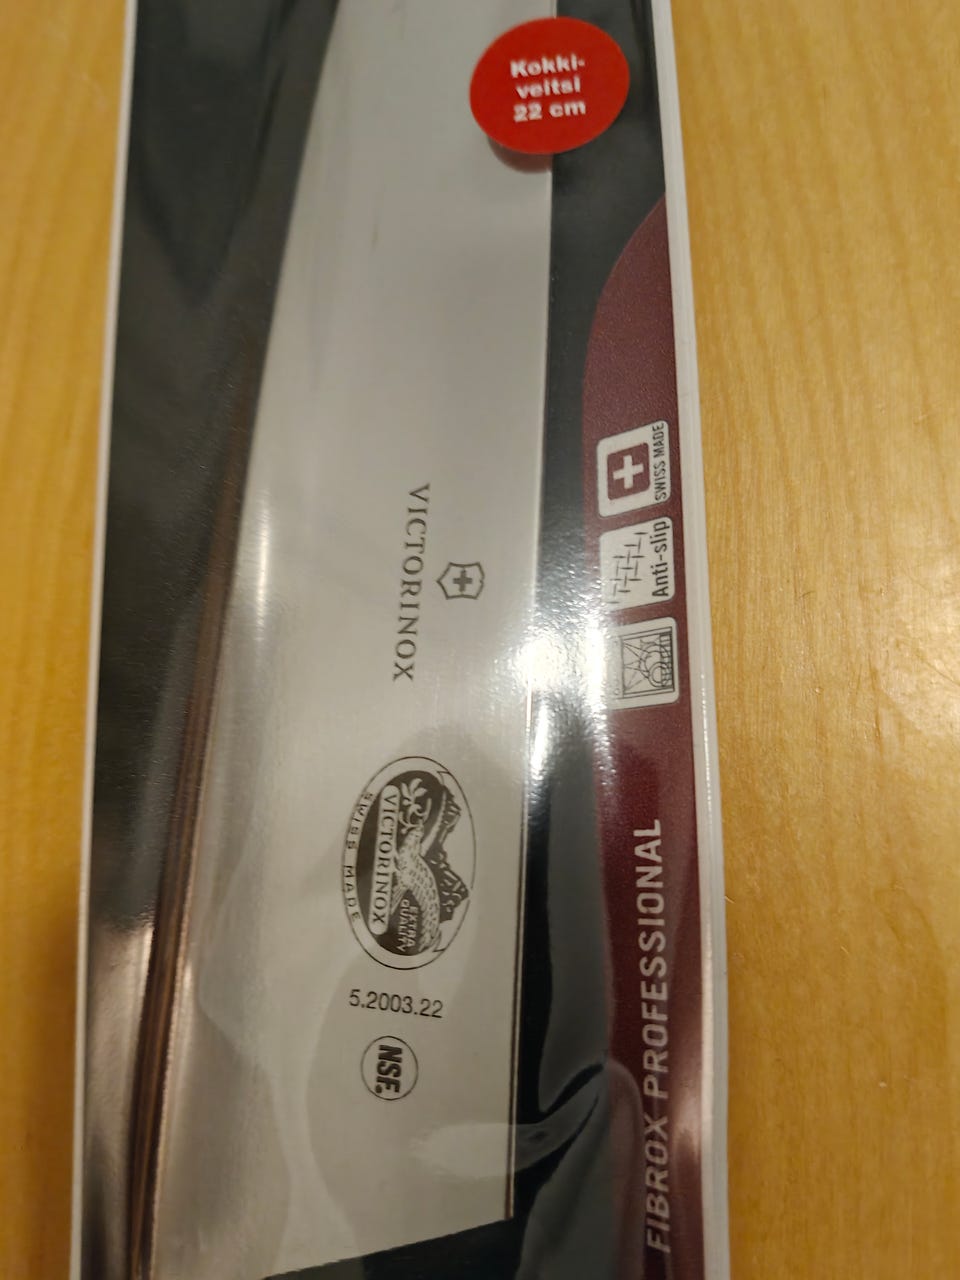 Kokki-
veitsi
22 cm
VICTORINOX
SWISS MADE
VICTORINOX
EXTRA
QUALITY
5.2003.22
NSF.
SWISS MADE
Anti-slip
FIBROX PROFESSIONAL